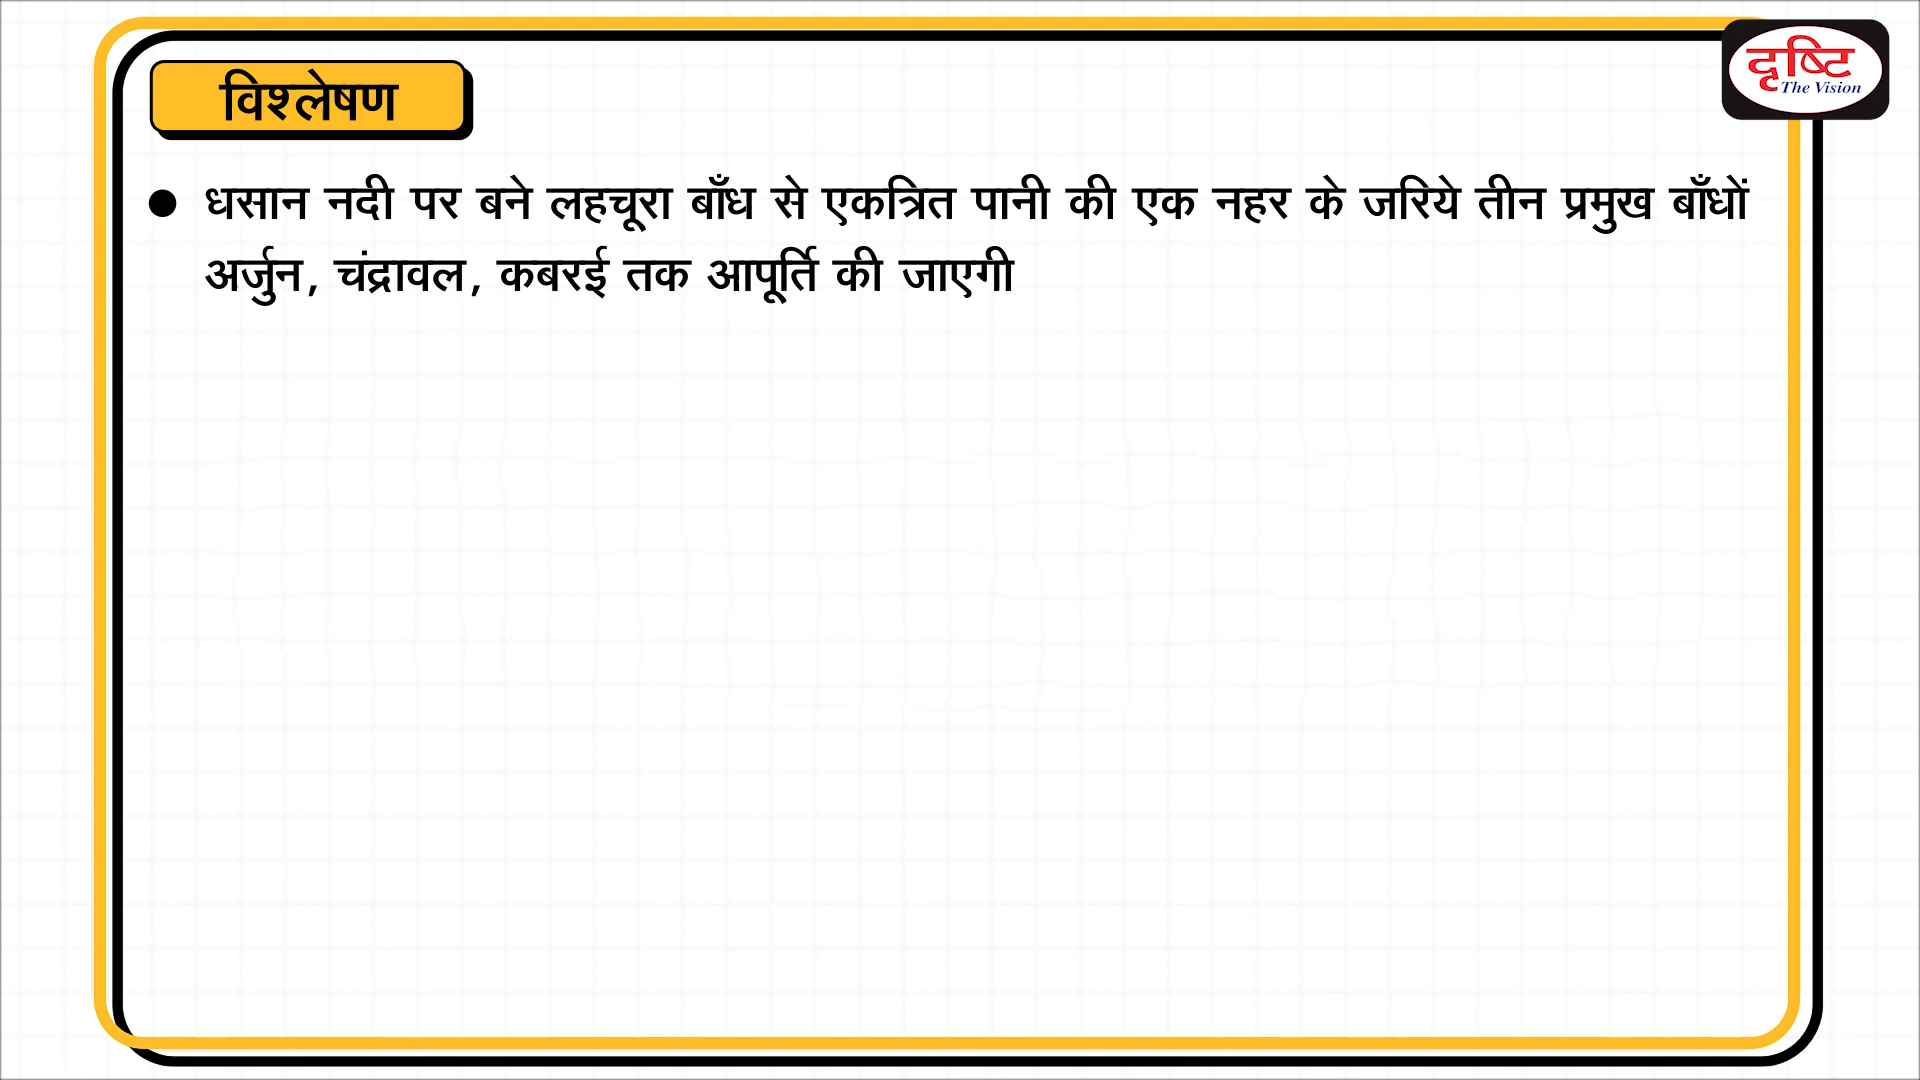 विश्लेषण
दृष्टि
The Vision
● धसान नदी पर बने लहचूरा बाँध से एकत्रित पानी की एक नहर के जरिये तीन प्रमुख बाँधों
अर्जुन, चंद्रावल, कबरई तक आपूर्ति की जाएगी